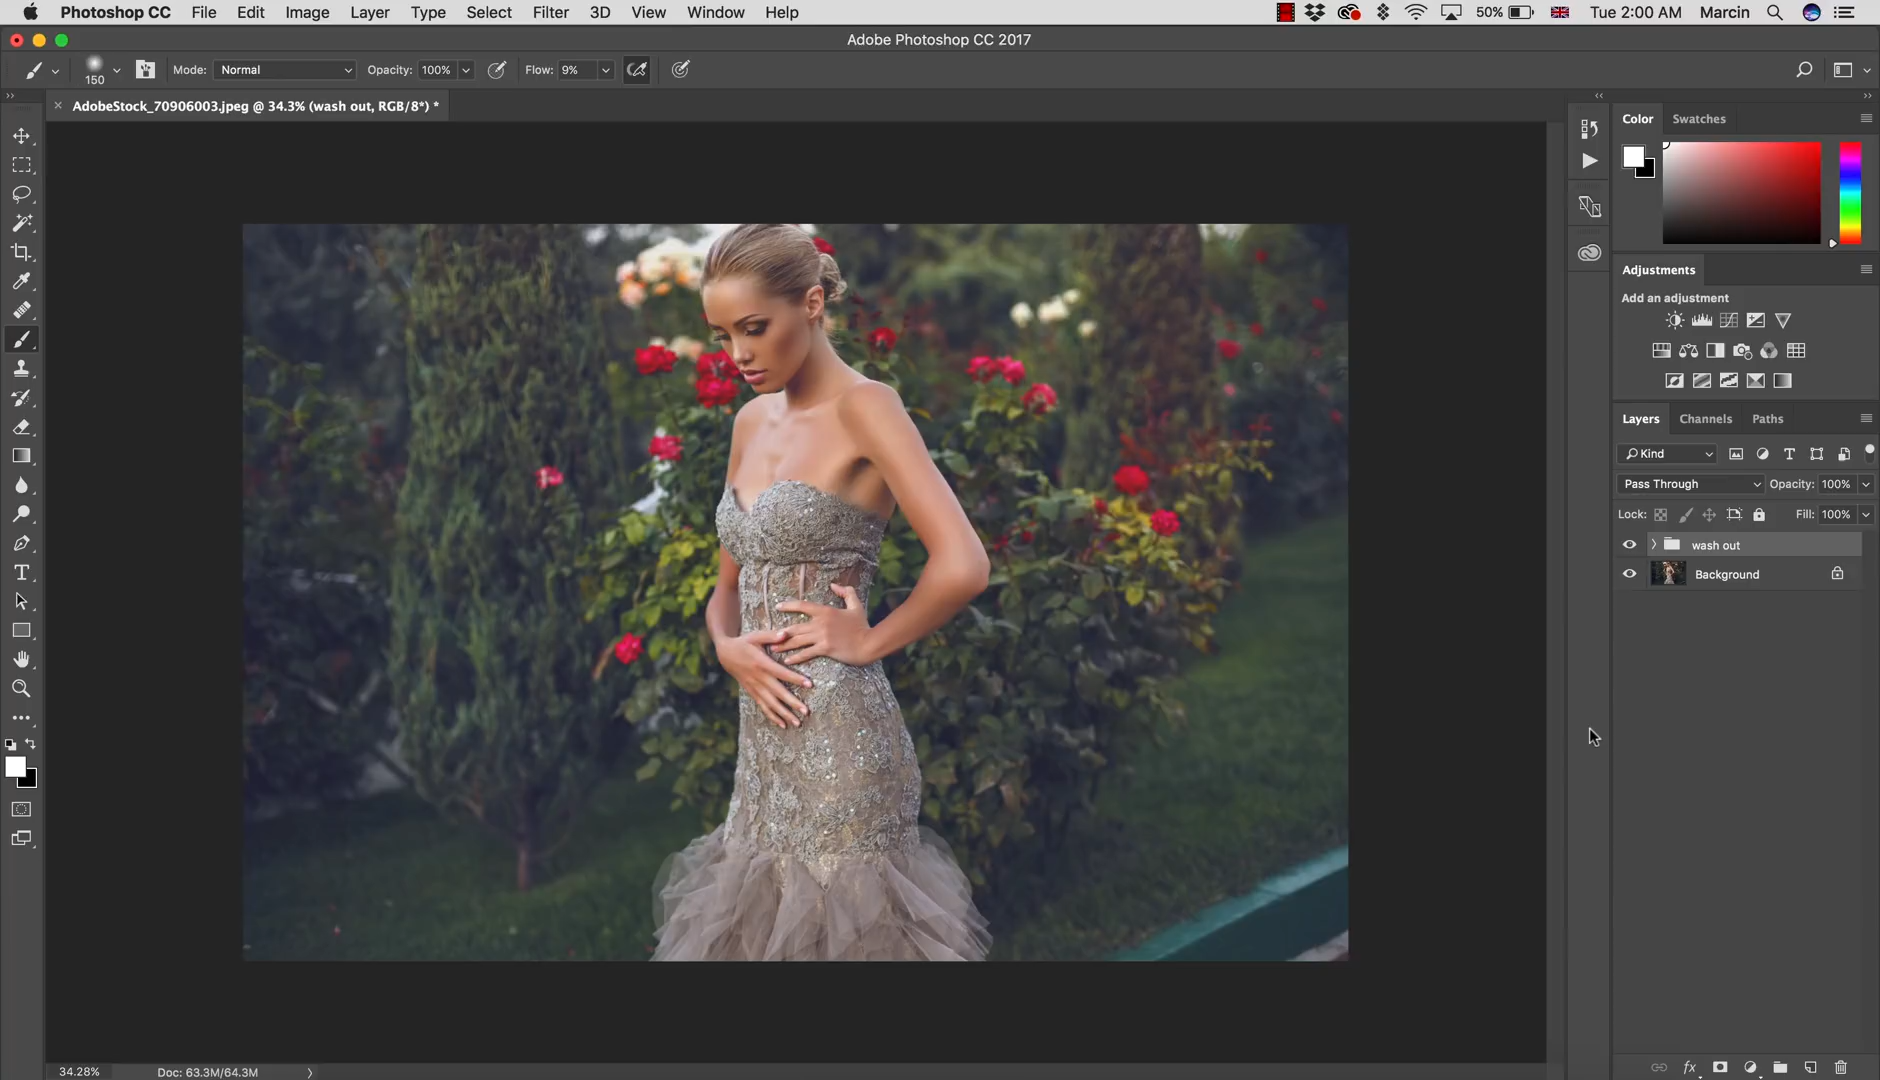 Photoshop CC File Edit Image Layer Type Select Filter 3D View Window Help 50% Tue 2:00 AM Marcin
Adobe Photoshop CC 2017
150 Mode: Normal Opacity: 100% Flow: 9%
× AdobeStock_70906003.jpeg @ 34.3% (wash out, RGB/8*) *
Color Swatches
Adjustments
Add an adjustment
Layers Channels Paths
Kind
Pass Through Opacity: 100%
Lock: Fill: 100%
wash out
Background
34.28% Doc: 63.3M/64.3M